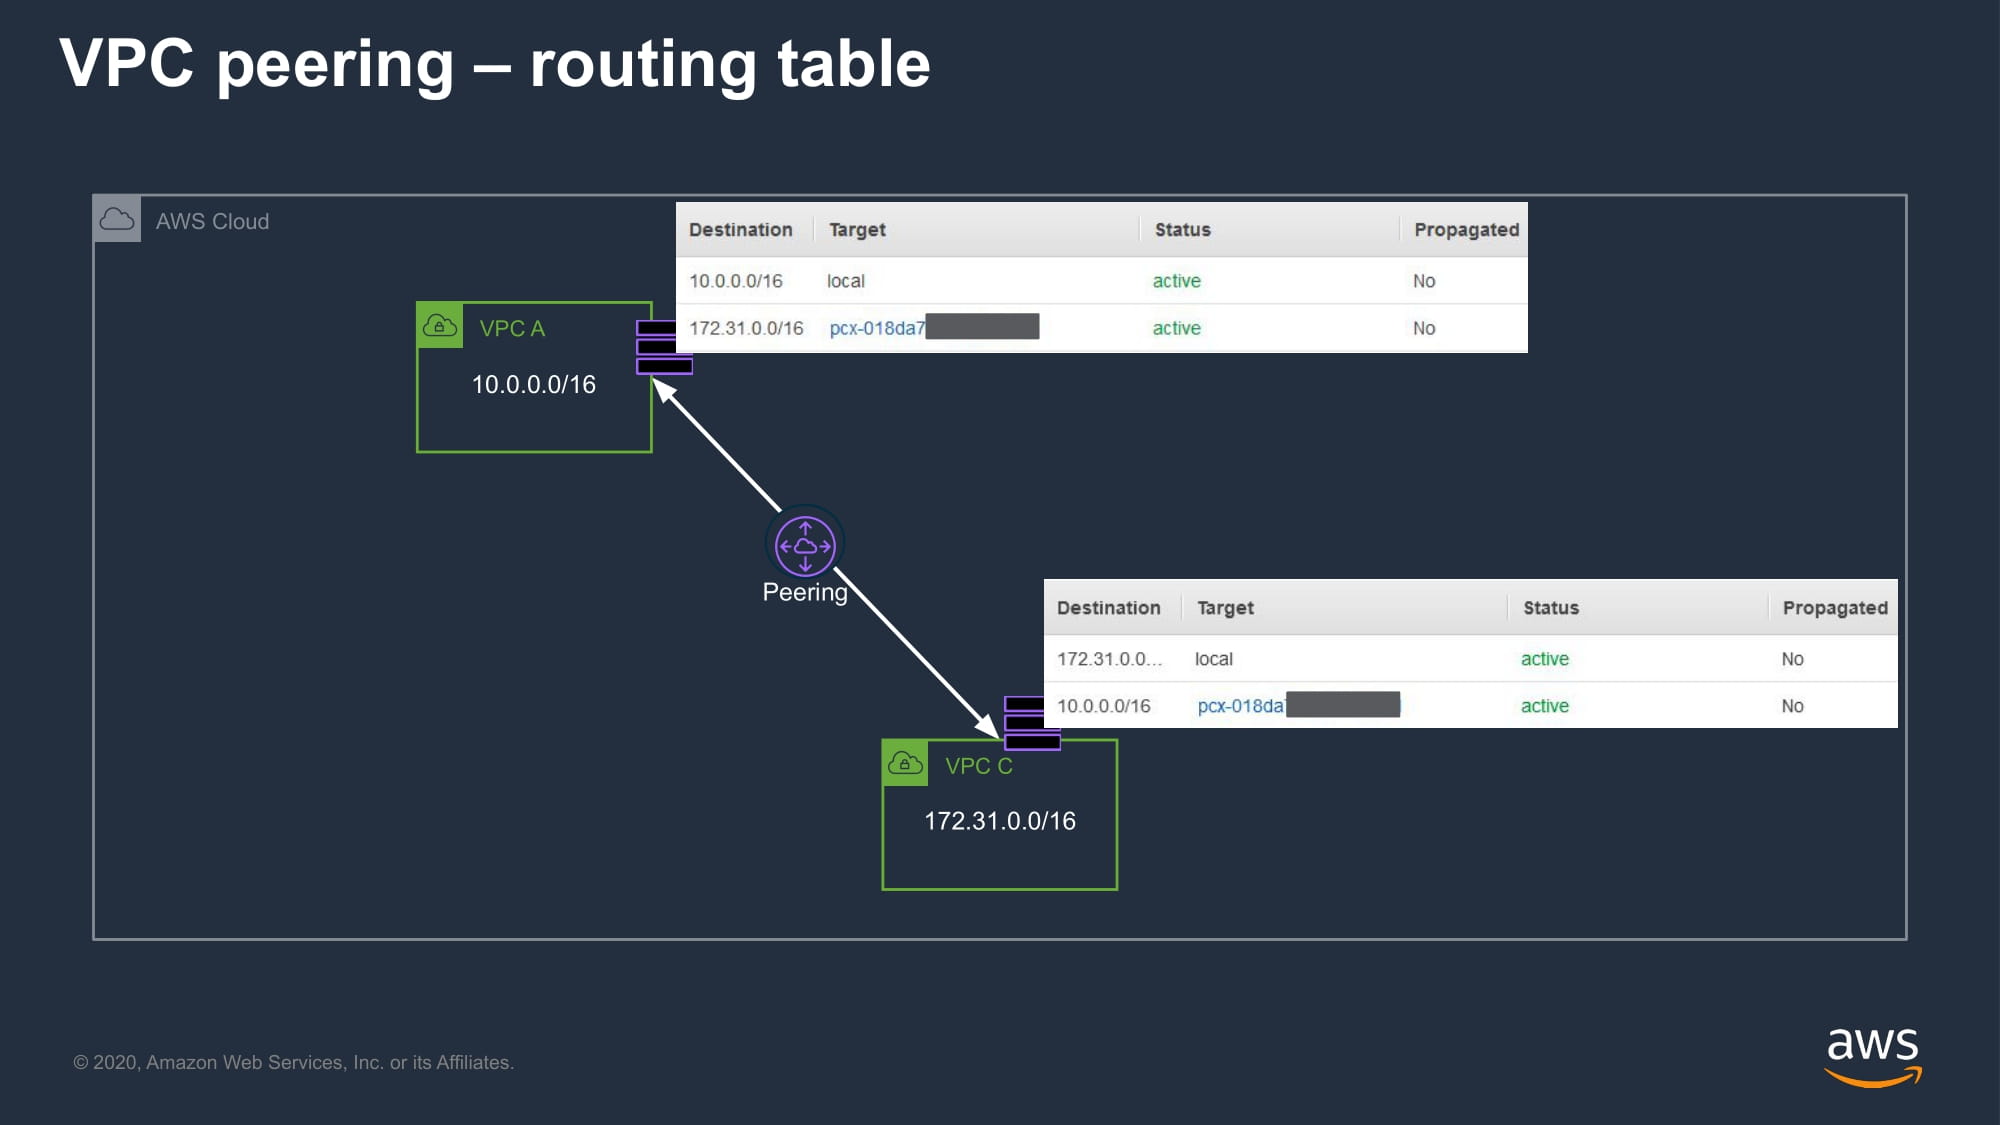 VPC peering – routing table
AWS Cloud
Destination Target Status Propagated
10.0.0.0/16 local active No
172.31.0.0/16 pcx-018da7 active No
VPC A
10.0.0.0/16
Peering
Destination Target Status Propagated
172.31.0.0... local active No
10.0.0.0/16 pcx-018da active No
VPC C
172.31.0.0/16
© 2020, Amazon Web Services, Inc. or its Affiliates.
aws